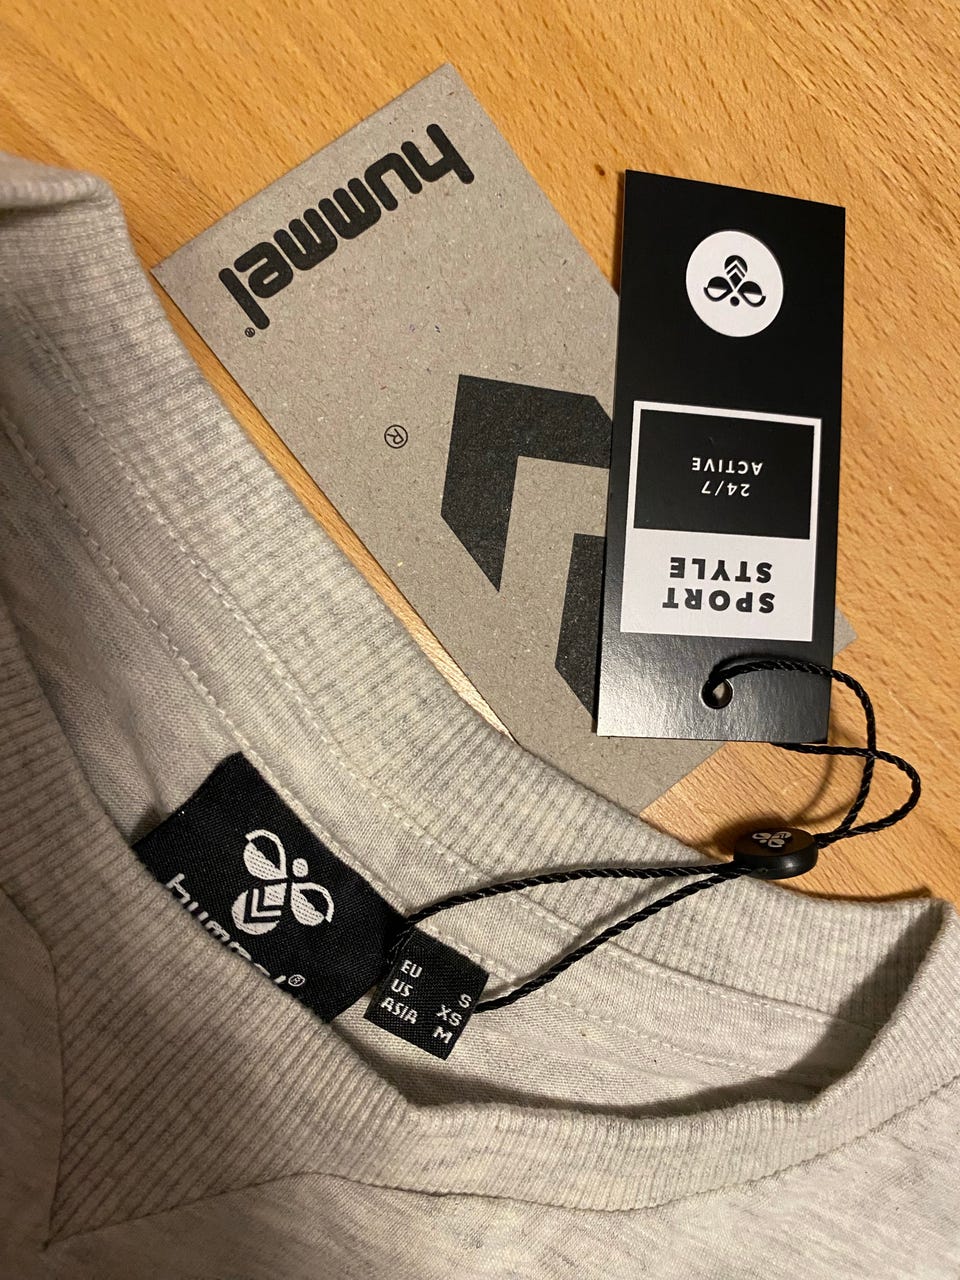 hummel®
®
SPORT
STYLE
24/7
ACTIVE
hummel®
EU S
US XS
ASIA M